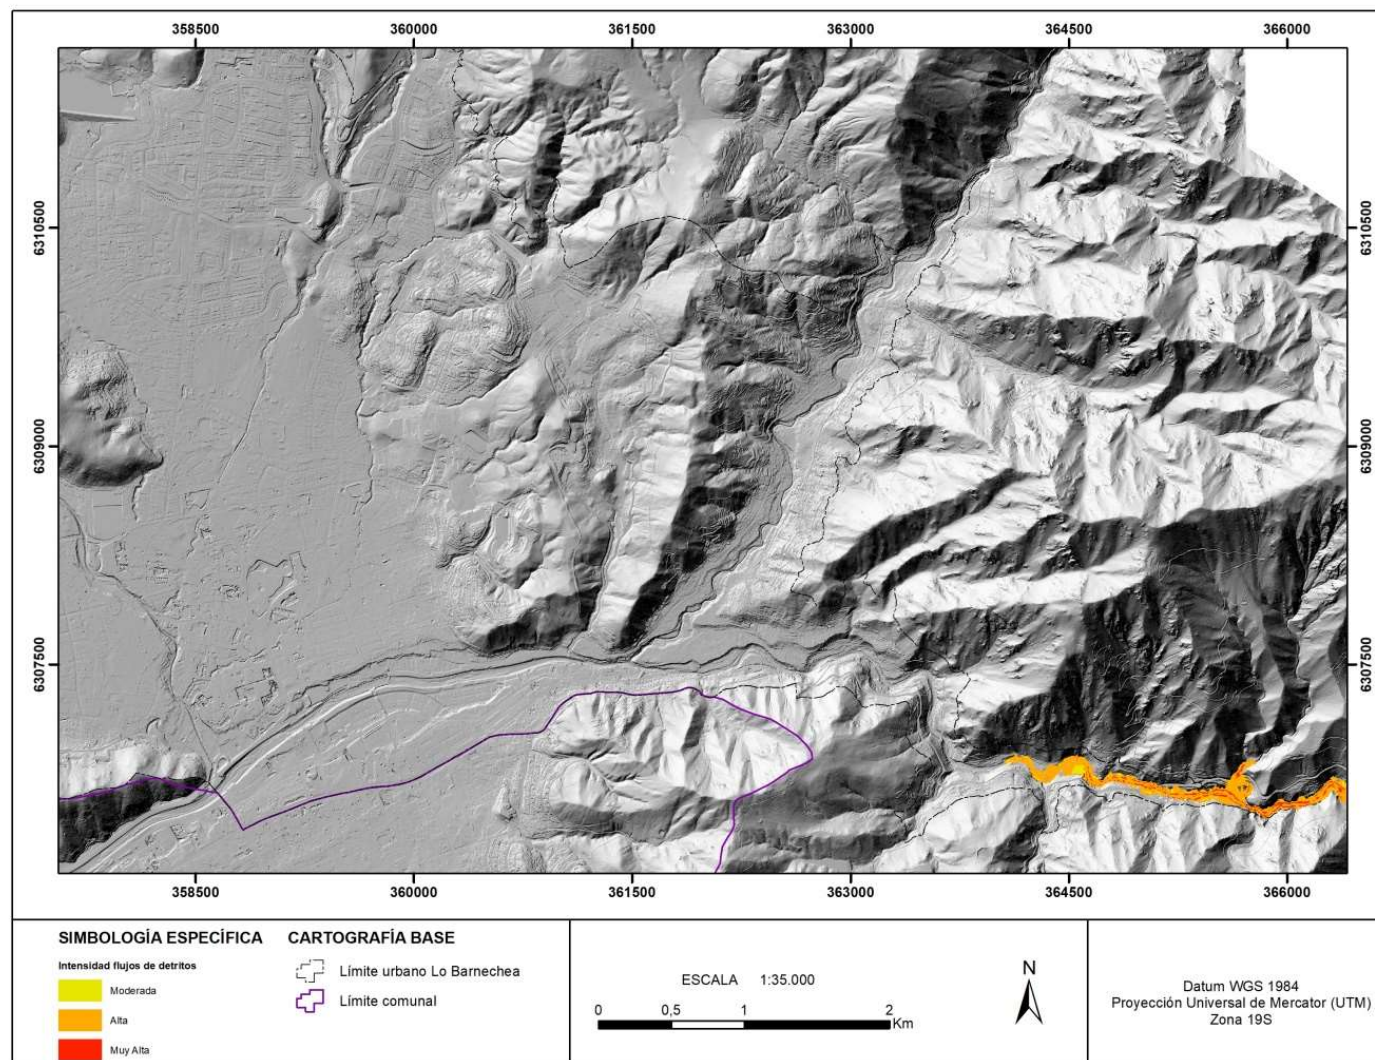 358500 360000 361500 363000 364500 366000
6310500 6310500
6309000 6309000
6307500 6307500
358500 360000 361500 363000 364500 366000
SIMBOLOGÍA ESPECÍFICA
Intensidad flujos de detritos
Moderada
Alta
Muy Alta
CARTOGRAFÍA BASE
Límite urbano Lo Barnechea
Límite comunal
ESCALA 1:35.000
0 0,5 1 2
Km
N
Datum WGS 1984
Proyección Universal de Mercator (UTM)
Zona 19S